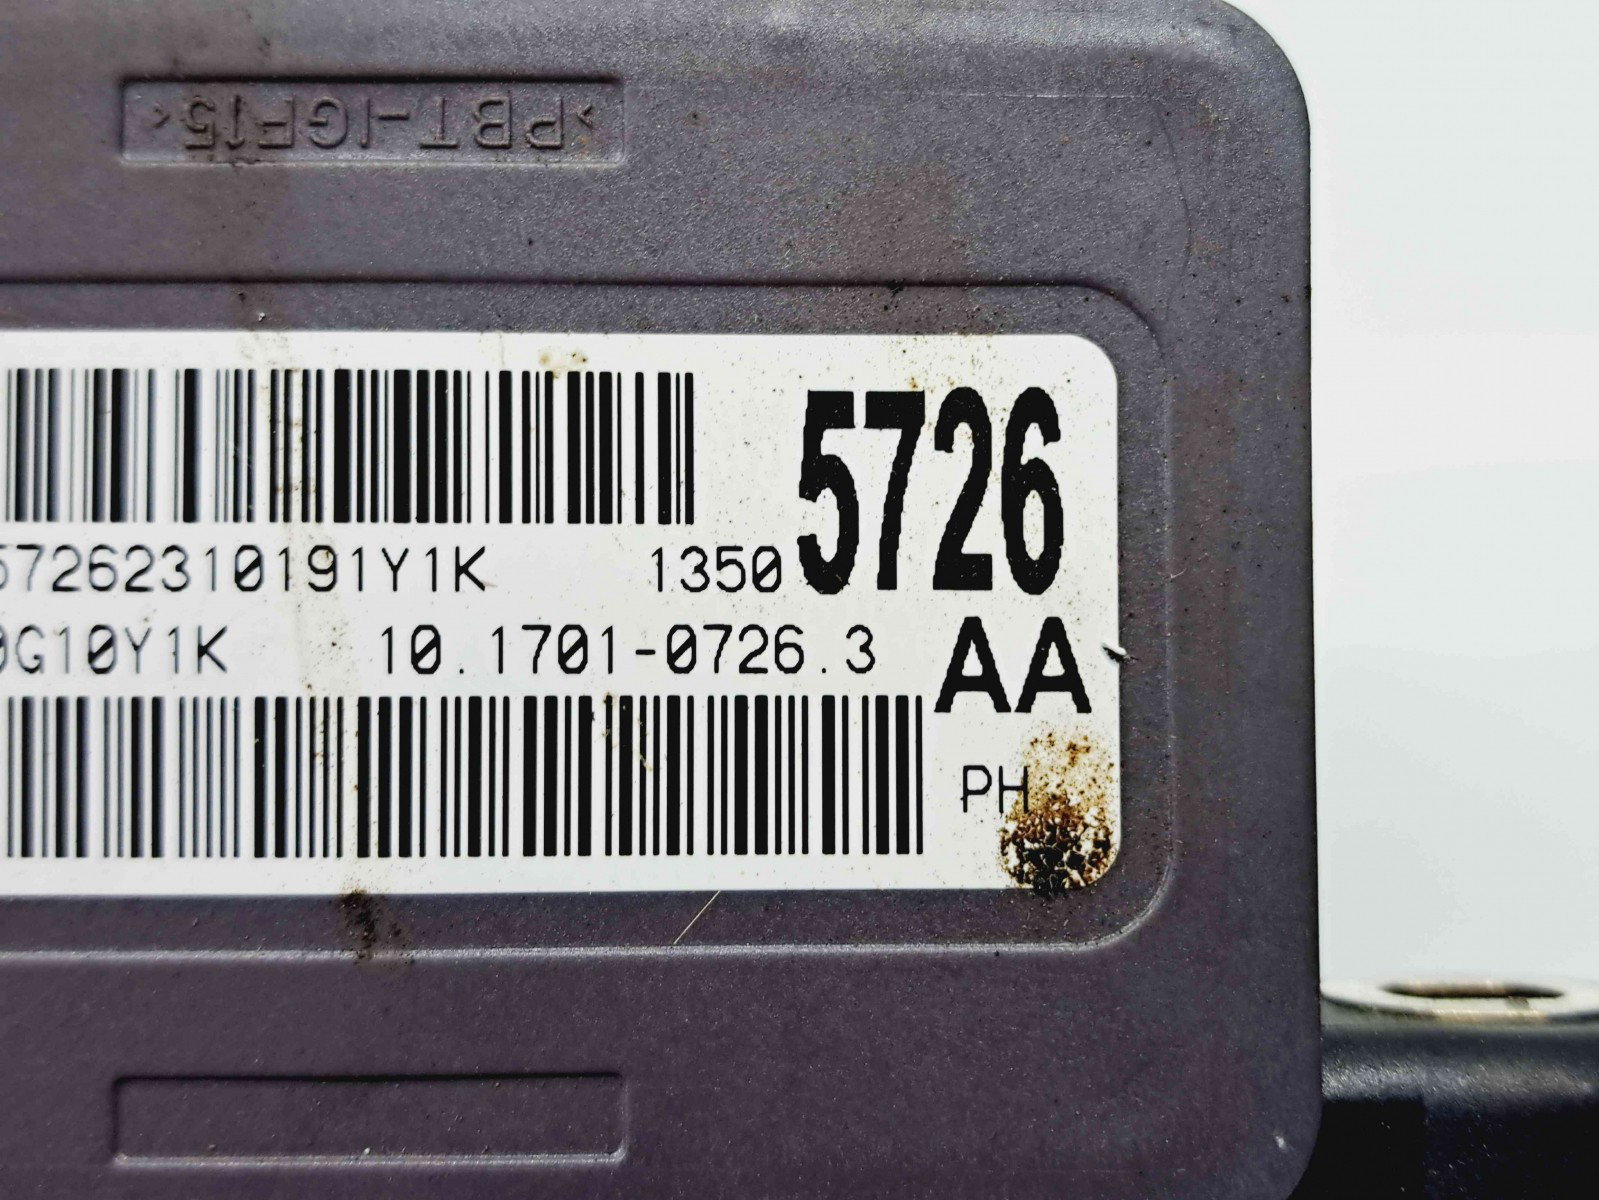 >PBT-IGF15<
57262310191Y1K 1350
5726
0G10Y1K 10.1701-0726.3
AA
PH